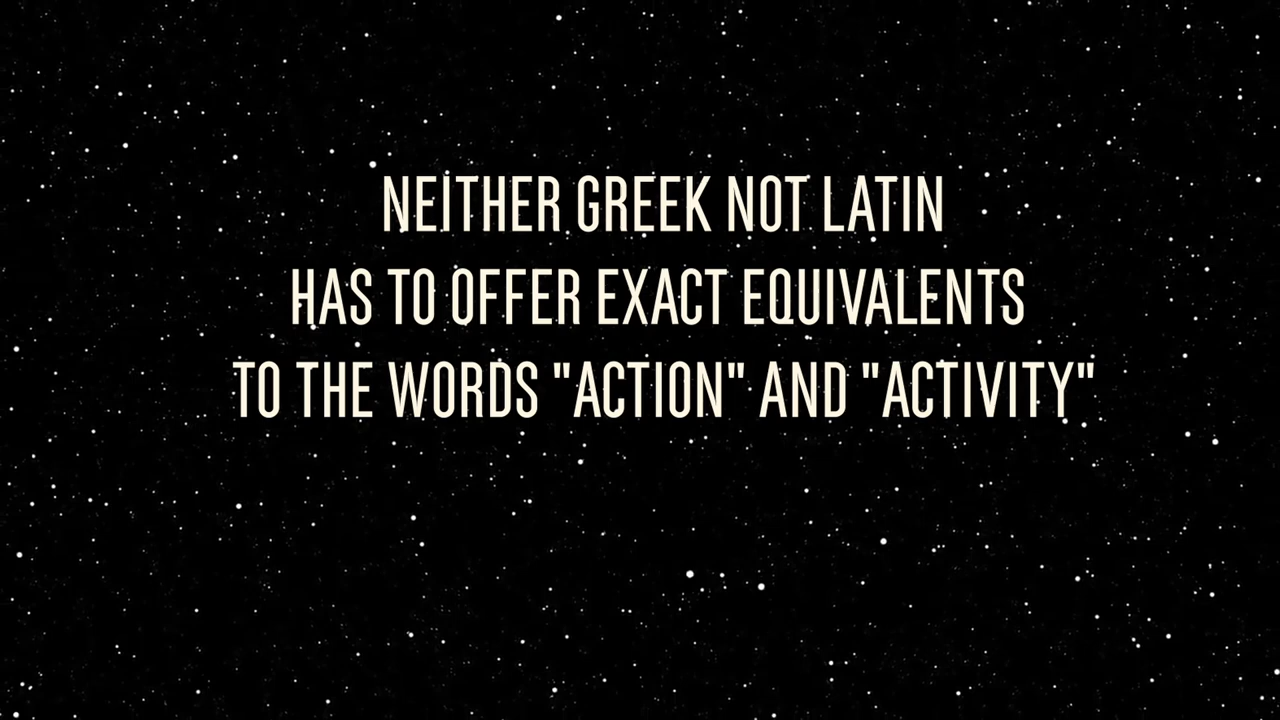 NEITHER GREEK NOT LATIN
HAS TO OFFER EXACT EQUIVALENTS
TO THE WORDS "ACTION" AND "ACTIVITY"